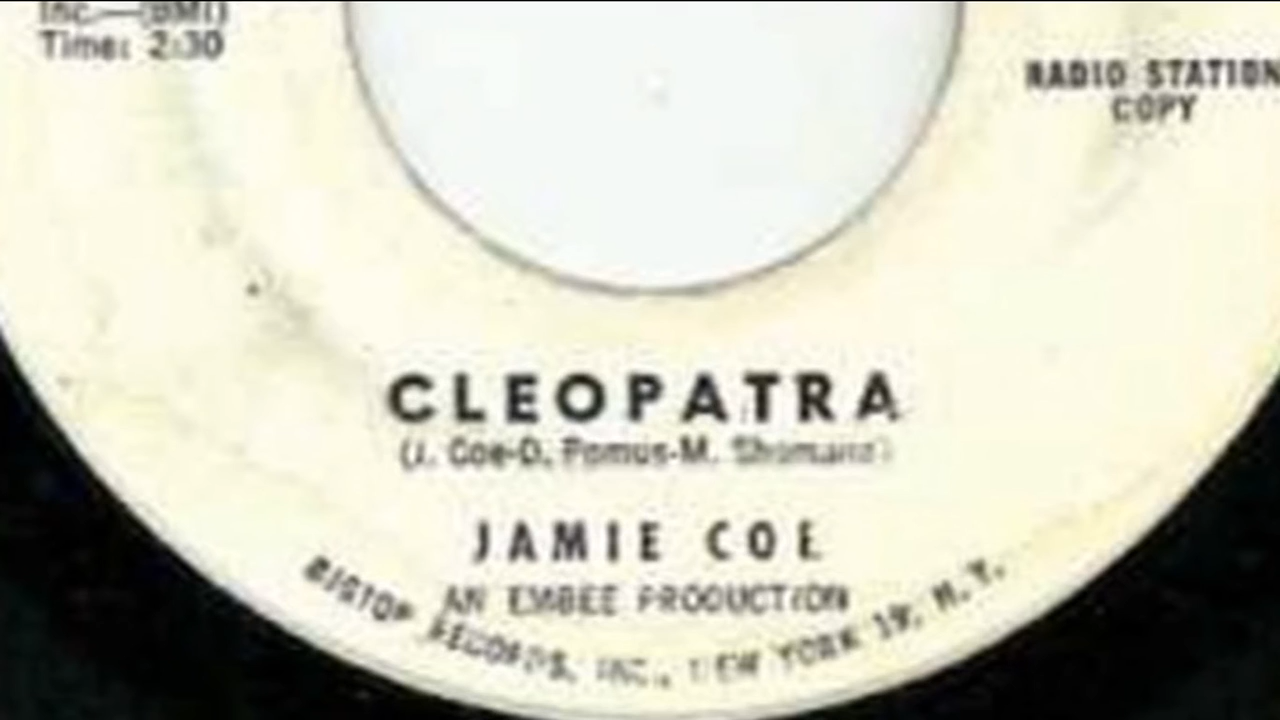 Inc.—(BMI)
Time: 2:30
RADIO STATION
COPY
CLEOPATRA
(J. Coe-D. Pomus-M. Shuman)
JAMIE COE
AN EMBEE PRODUCTION
BIGTOP RECORDS, INC., NEW YORK 19, N.Y.